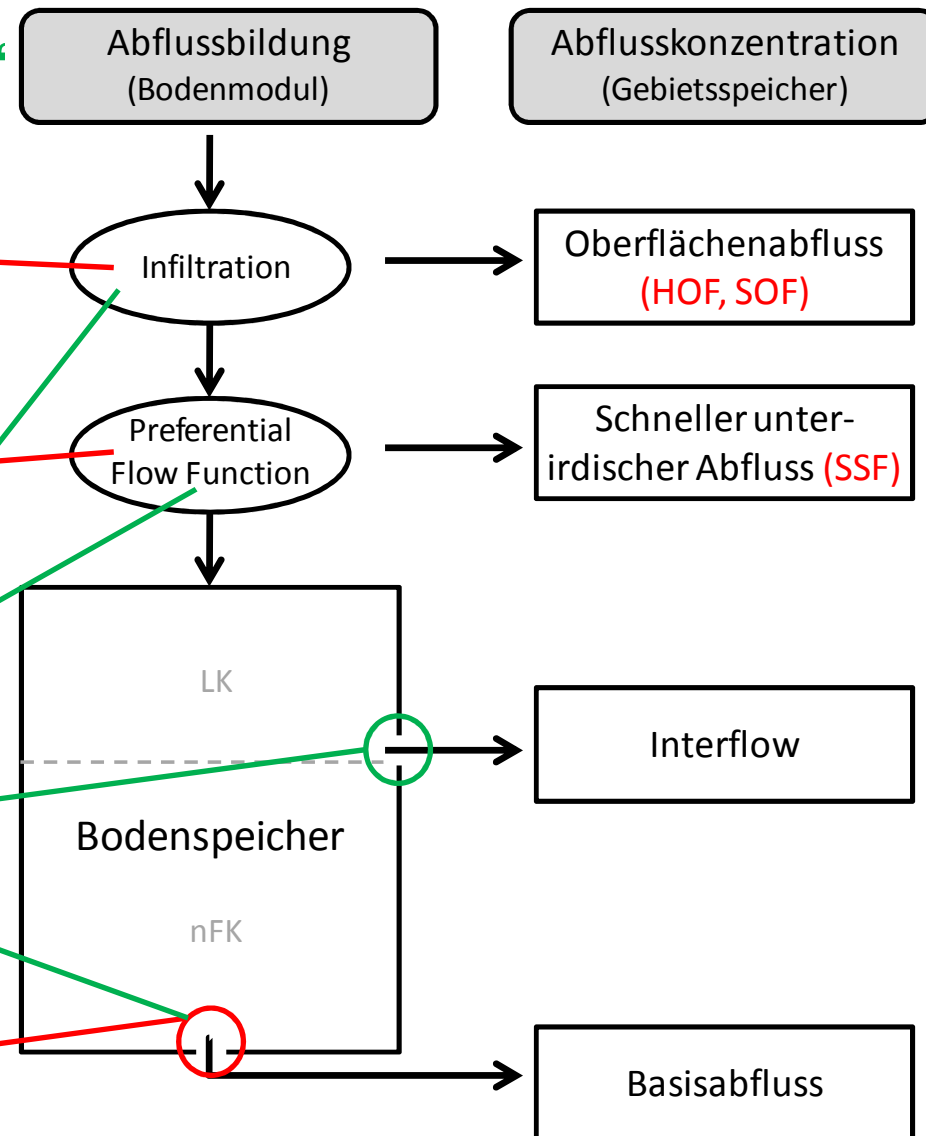 Abflussbildung
(Bodenmodul)
Abflusskonzentration
(Gebietsspeicher)
Infiltration
Oberflächenabfluss
(HOF, SOF)
Preferential
Flow Function
Schneller unter-
irdischer Abfluss (SSF)
LK
Interflow
Bodenspeicher
nFK
Basisabfluss